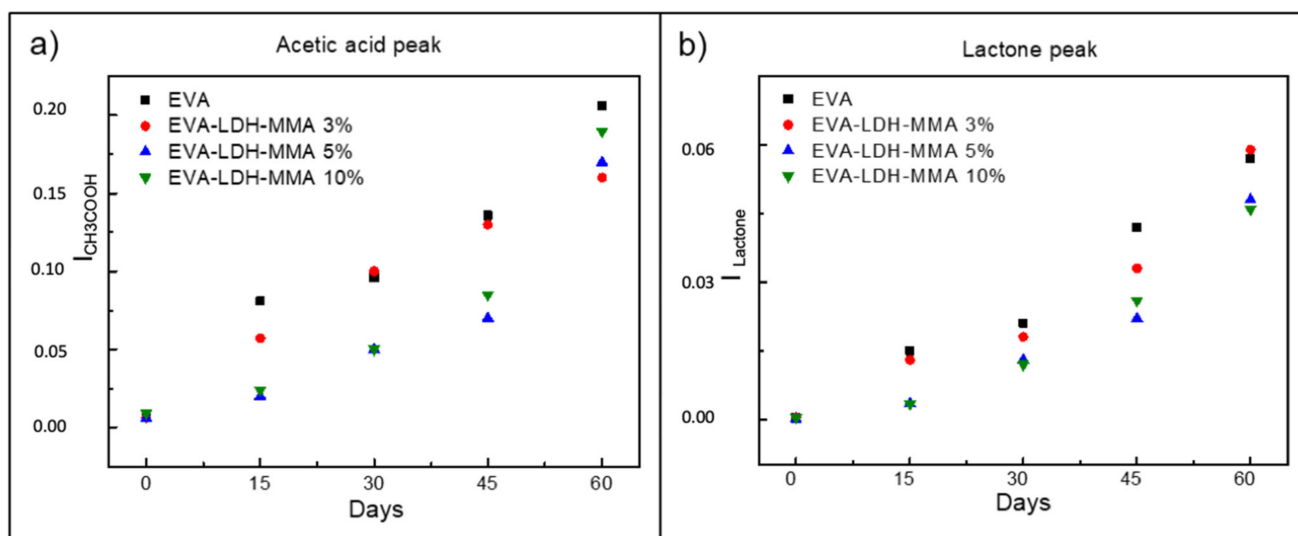 a)
Acetic acid peak
EVA
EVA-LDH-MMA 3%
EVA-LDH-MMA 5%
EVA-LDH-MMA 10%
0.20
0.15
0.10
0.05
0.00
I CH3COOH
0 15 30 45 60
Days
b)
Lactone peak
EVA
EVA-LDH-MMA 3%
EVA-LDH-MMA 5%
EVA-LDH-MMA 10%
0.06
0.03
0.00
I Lactone
0 15 30 45 60
Days